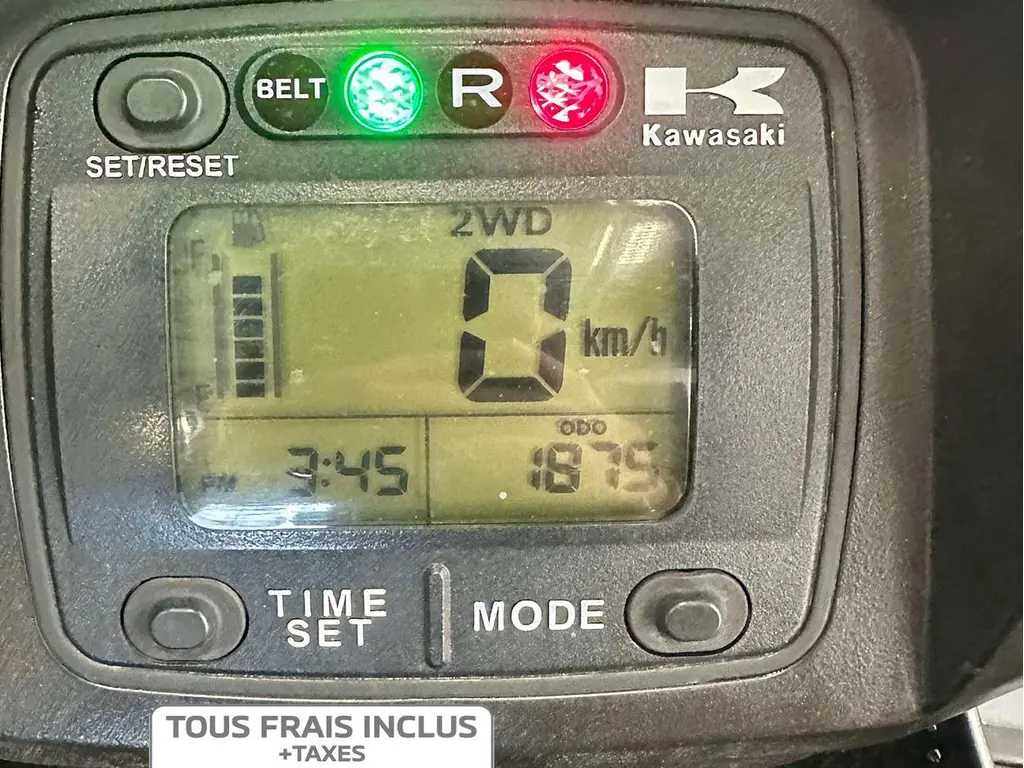 BELT
R
Kawasaki
SET/RESET
2WD
F
0 km/h
ODO
3:45
1875
TIME
SET
MODE
TOUS FRAIS INCLUS
+TAXES